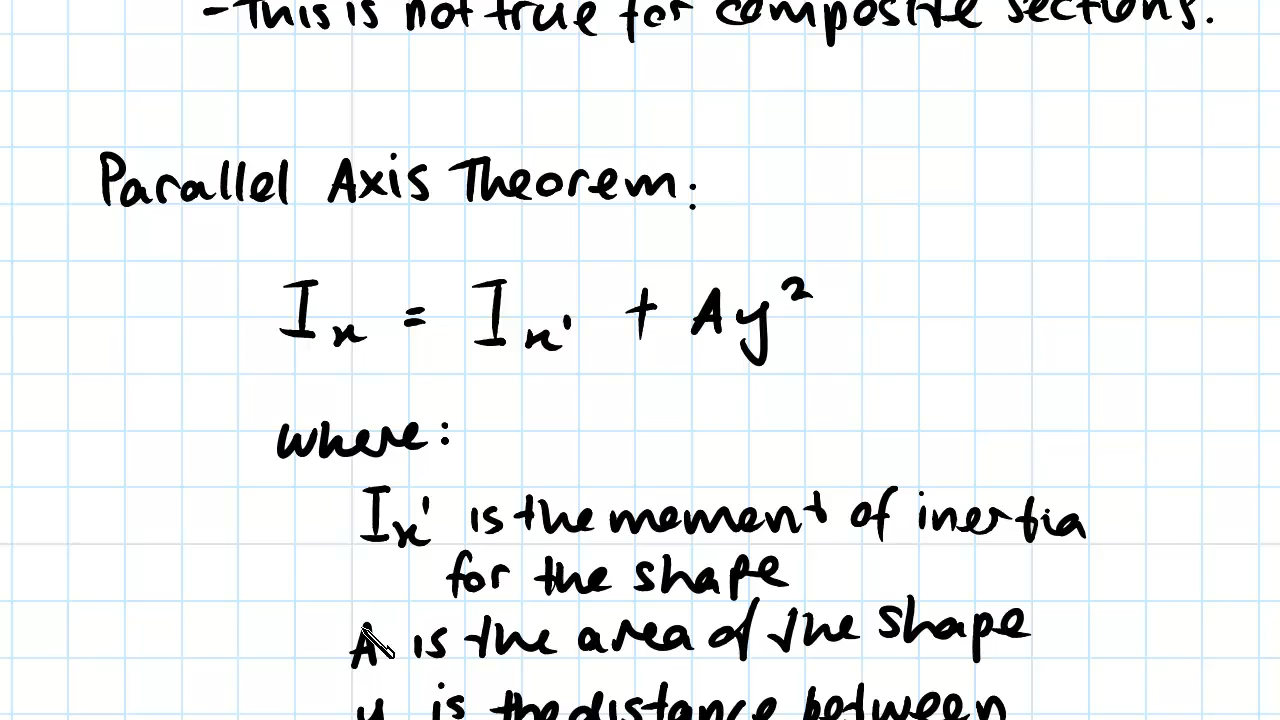 - This is not true for composite sections.
Parallel Axis Theorem:
Ix = Ix' + Ay²
where:
Ix' is the moment of inertia
for the shape
A is the area of the shape
y is the distance between